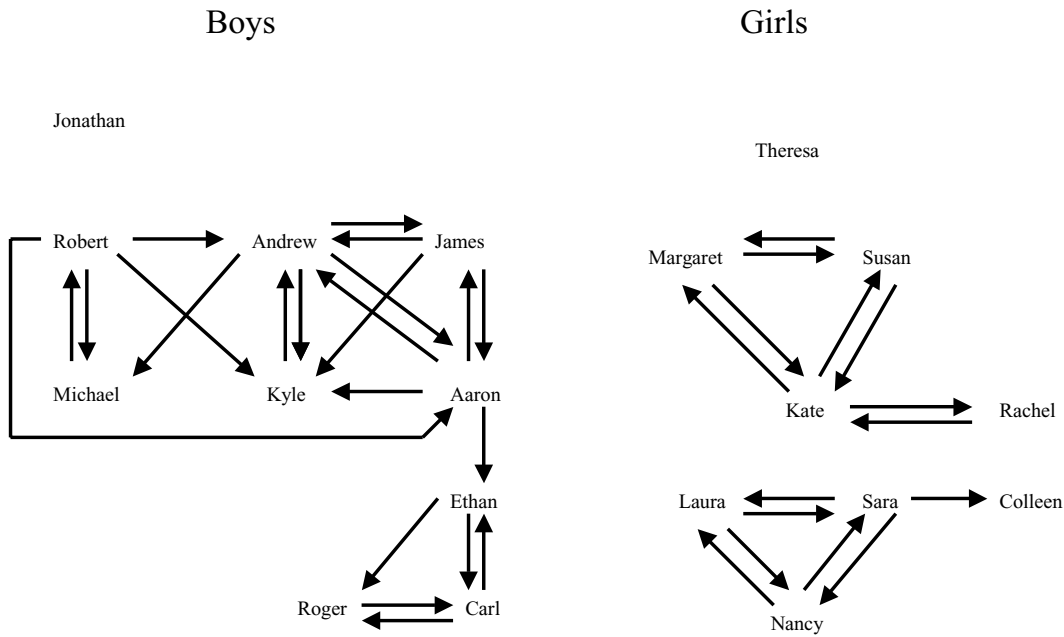 Boys
Girls
Jonathan
Theresa
Robert
Andrew
James
Margaret
Susan
Michael
Kyle
Aaron
Kate
Rachel
Ethan
Laura
Sara
Colleen
Roger
Carl
Nancy